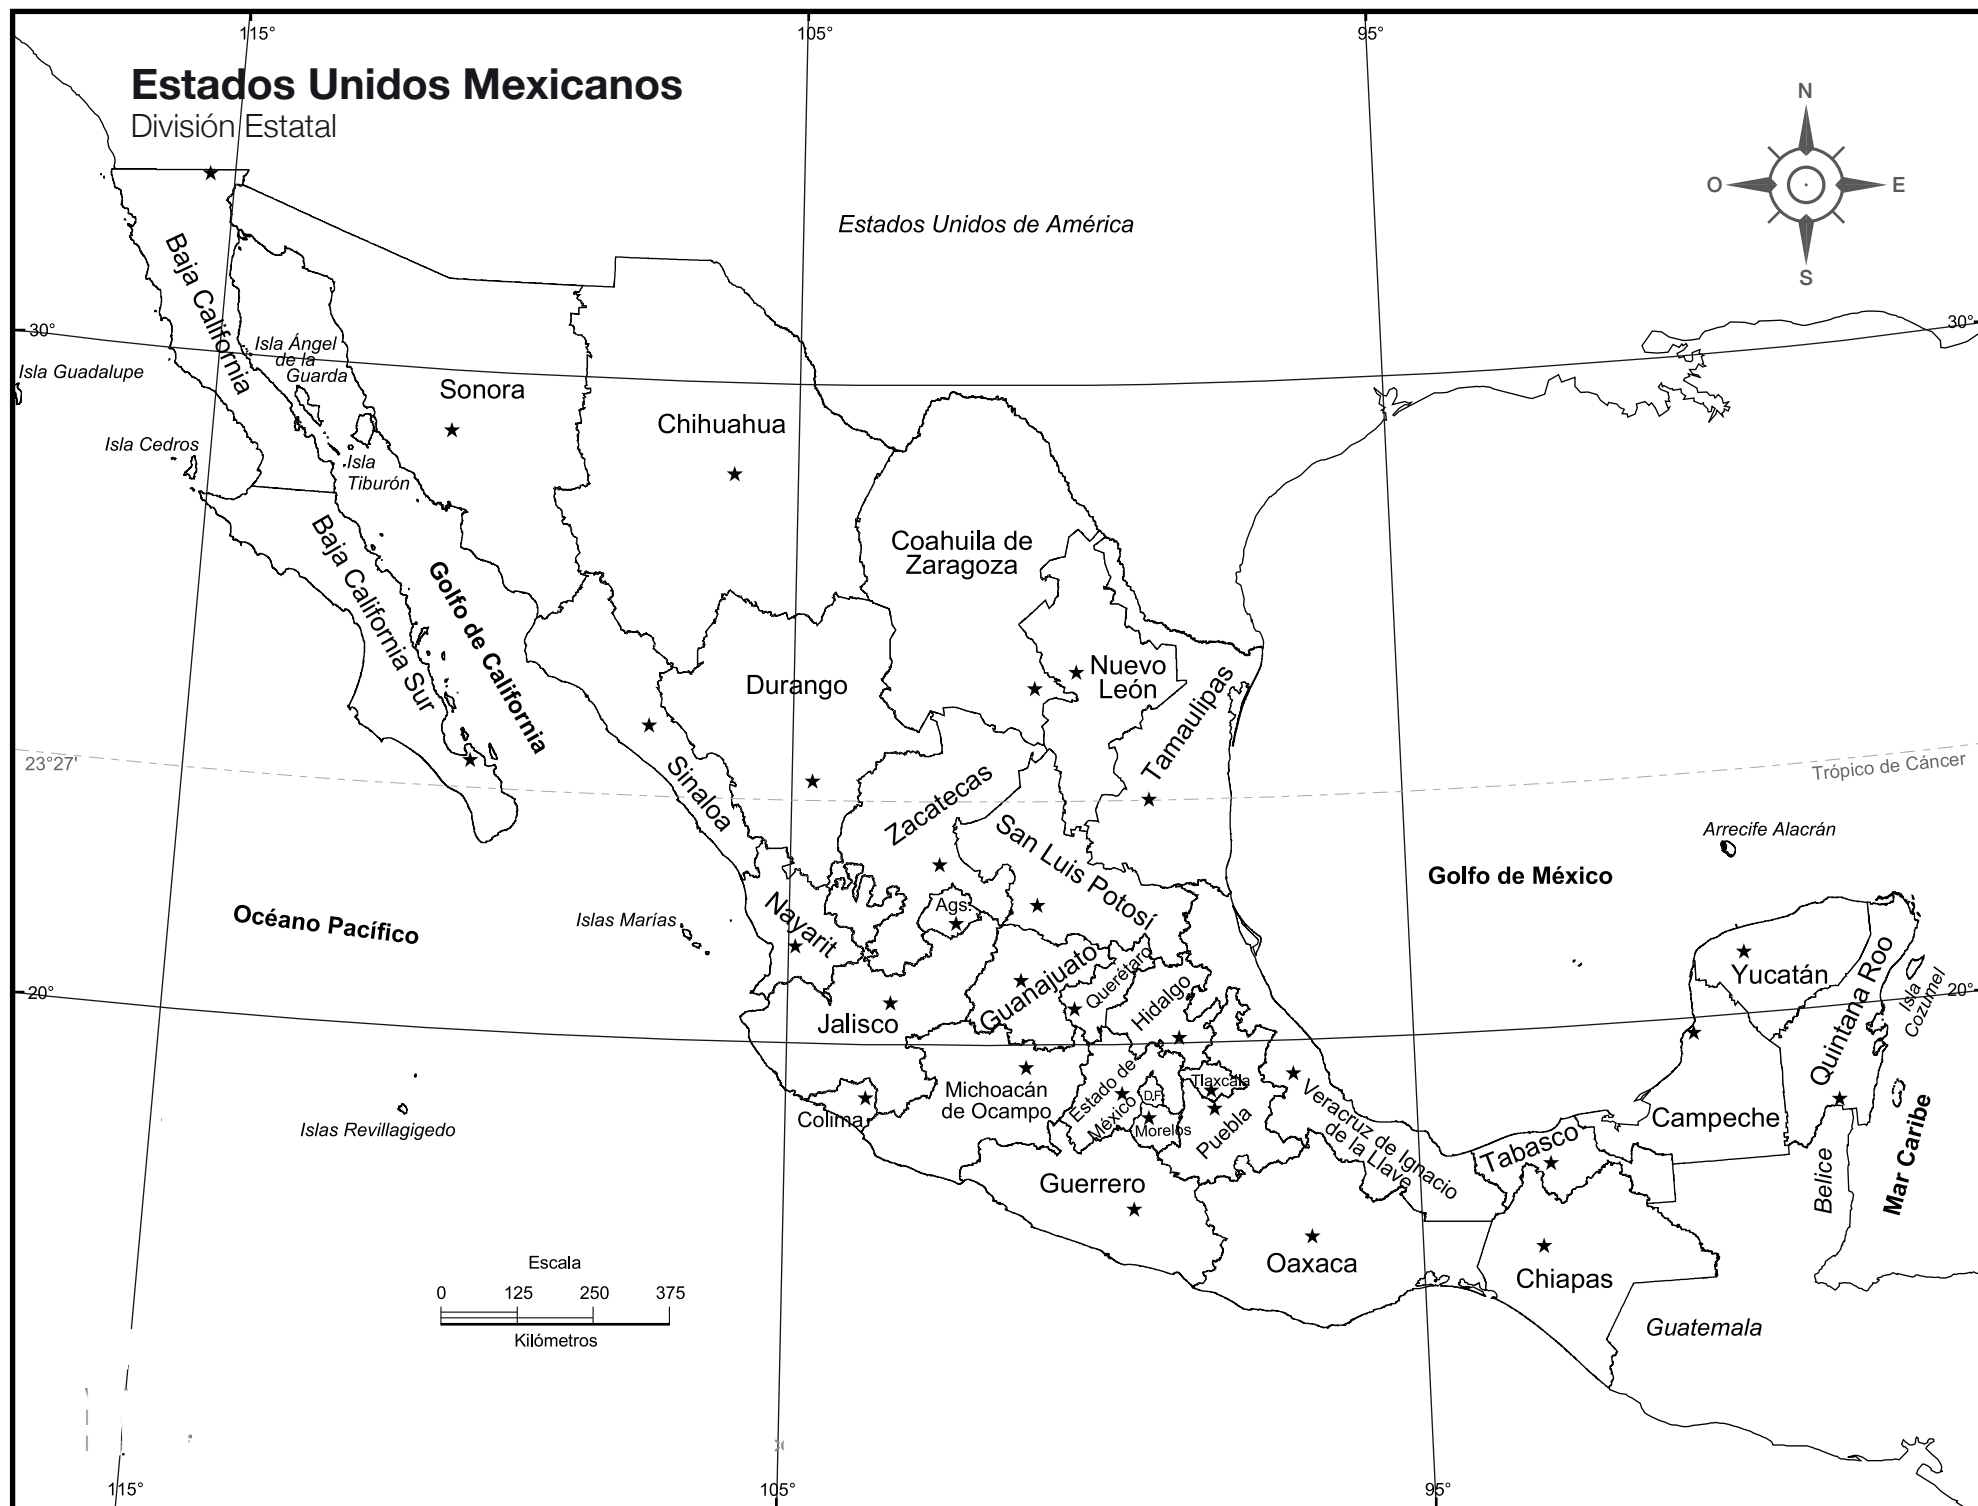 115°
105°
95°
Estados Unidos Mexicanos
División Estatal
N
O
E
S
Estados Unidos de América
30°
30°
Baja California
Isla Ángel
de la
Guarda
Isla Guadalupe
Sonora
Chihuahua
Isla Cedros
Isla
Tiburón
Baja California Sur
Golfo de California
Coahuila de
Zaragoza
Nuevo
León
Durango
Tamaulipas
23°27'
Trópico de Cáncer
Sinaloa
Zacatecas
San Luis Potosí
Arrecife Alacrán
Golfo de México
Océano Pacífico
Islas Marías
Nayarit
Ags.
Guanajuato
Querétaro
Hidalgo
Yucatán
Quintana Roo
Isla
Cozumel
20°
20°
Jalisco
Michoacán
de Ocampo
Colima
Estado de
México
D.F.
Tlaxcala
Morelos
Puebla
Veracruz de Ignacio
de la Llave
Campeche
Tabasco
Belice
Mar Caribe
Islas Revillagigedo
Guerrero
Oaxaca
Chiapas
Guatemala
Escala
0 125 250 375
Kilómetros
115°
105°
95°